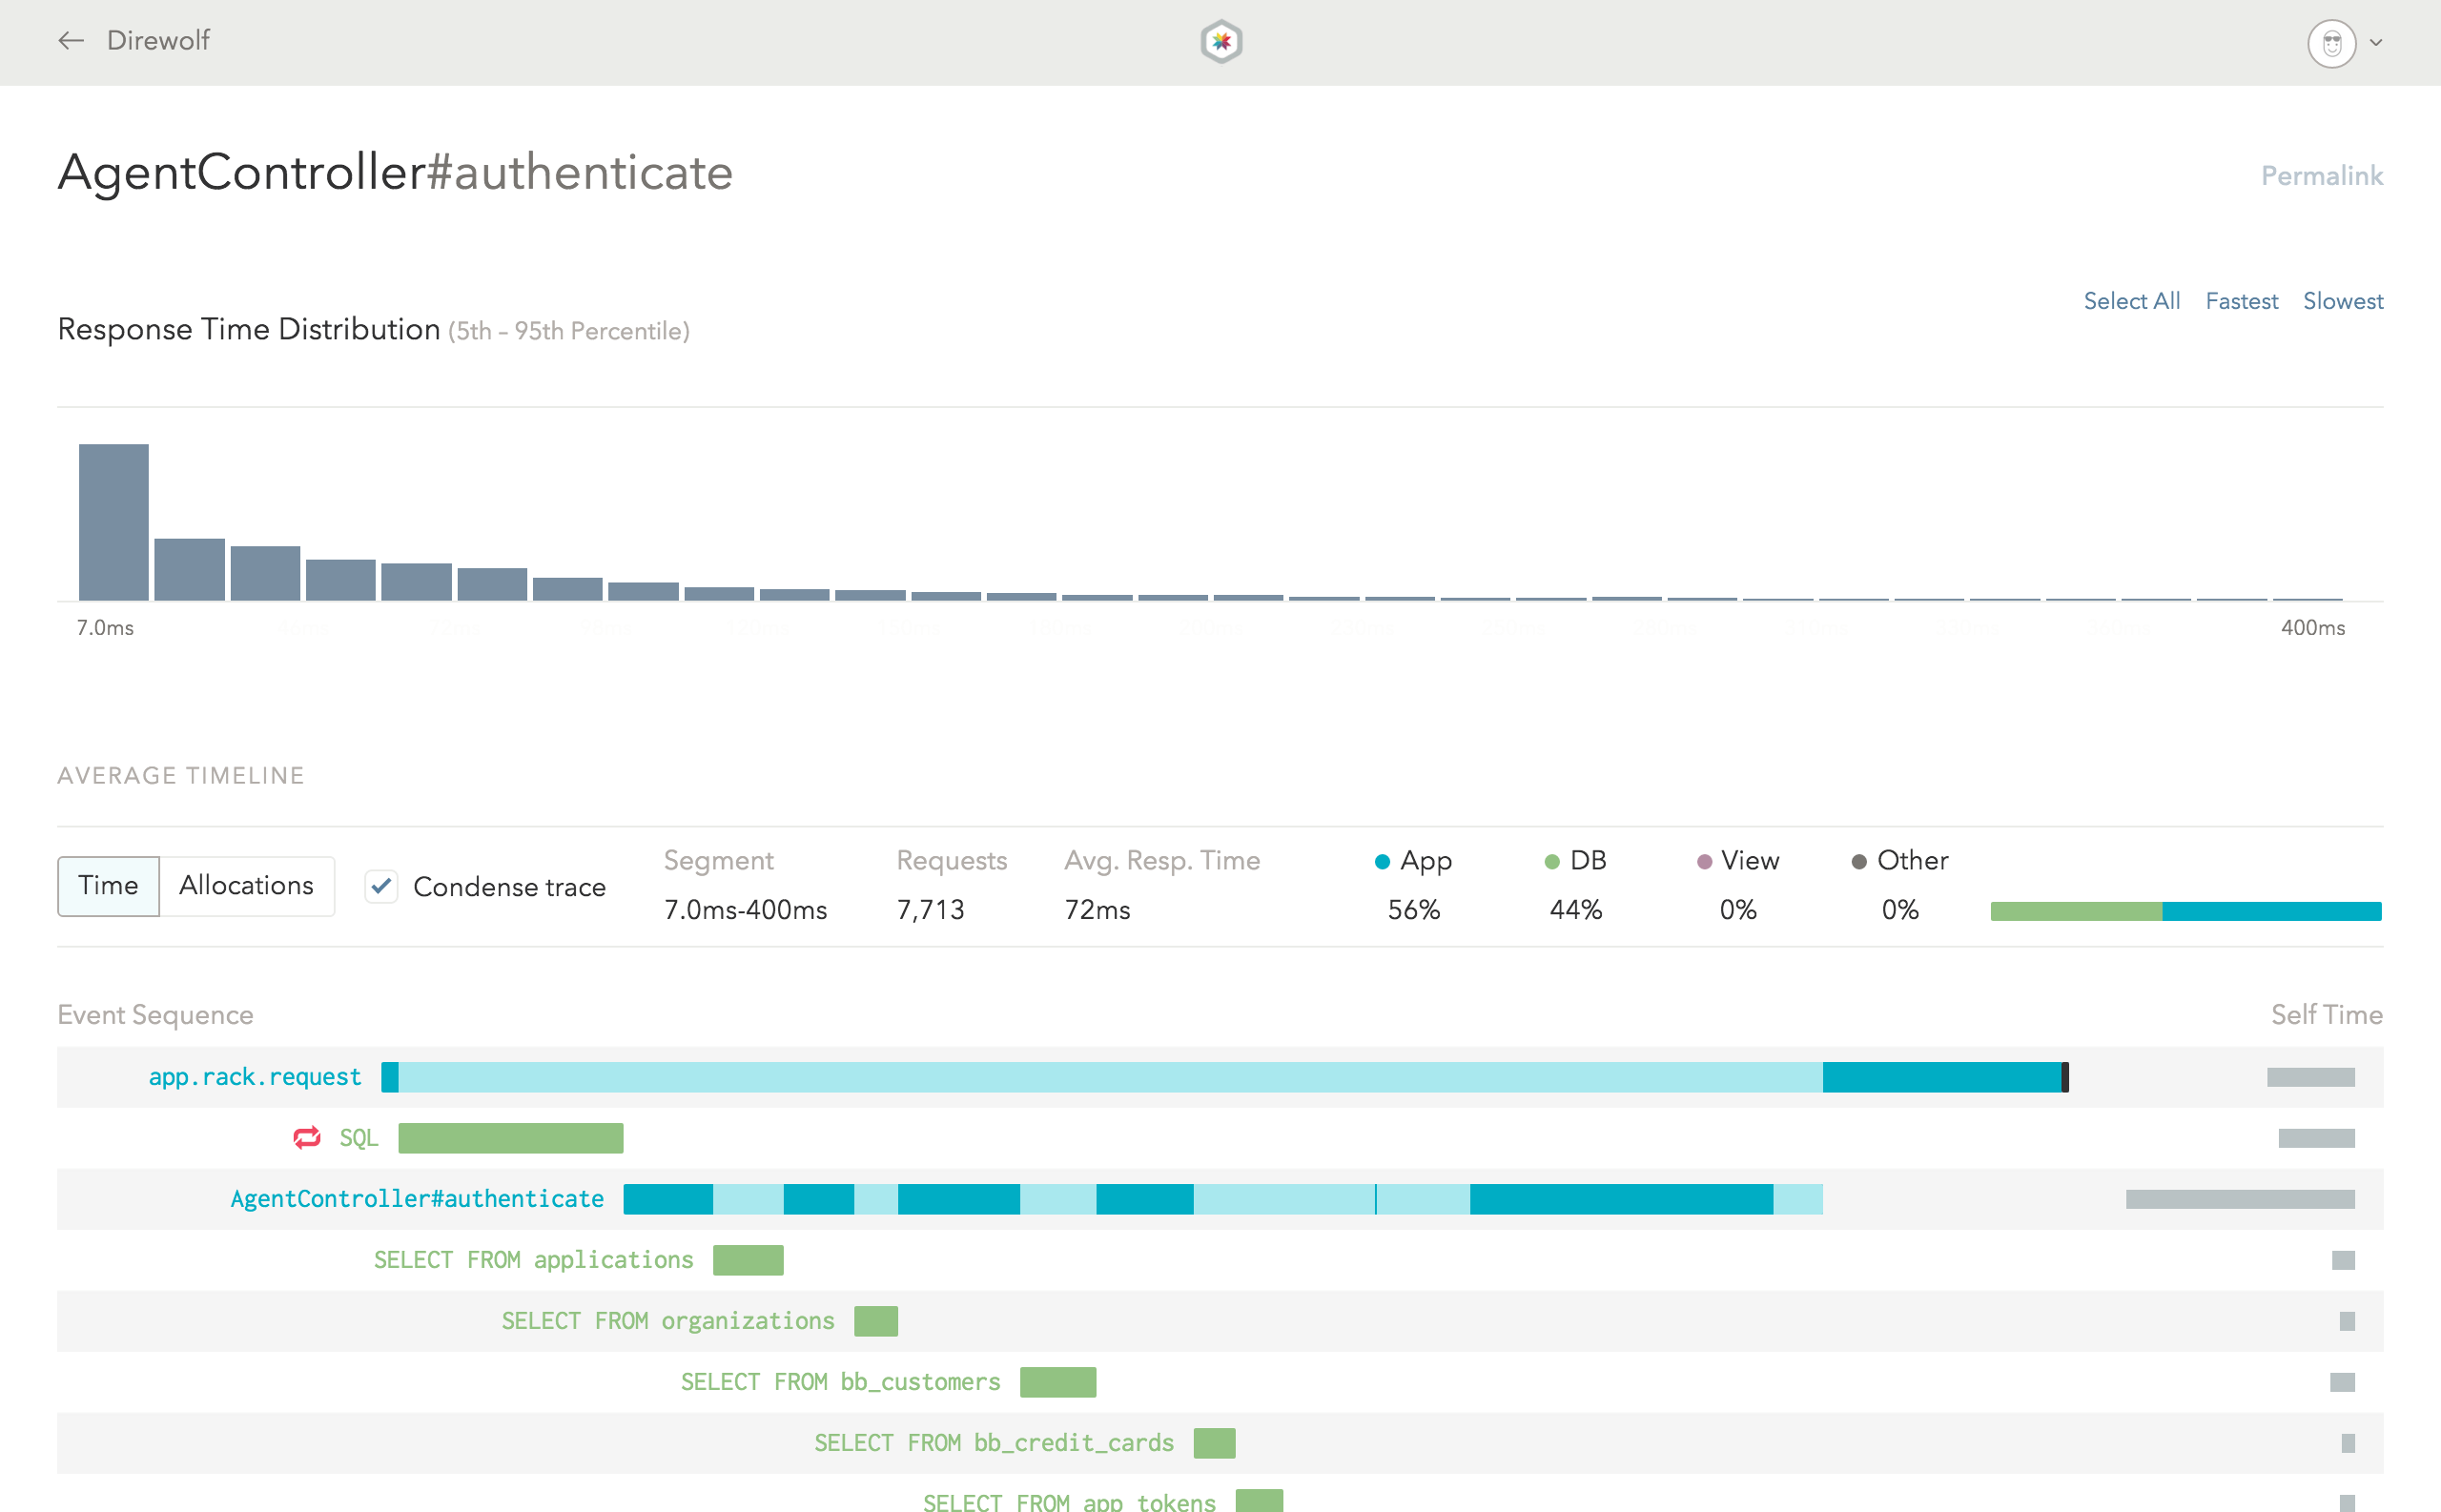 Direwolf
AgentController#authenticate
Permalink
Select All Fastest Slowest
Response Time Distribution (5th – 95th Percentile)
7.0ms 400ms
AVERAGE TIMELINE
Time Allocations Condense trace
Segment Requests Avg. Resp. Time App DB View Other
7.0ms-400ms 7,713 72ms 56% 44% 0% 0%
Event Sequence Self Time
app.rack.request
SQL
AgentController#authenticate
SELECT FROM applications
SELECT FROM organizations
SELECT FROM bb_customers
SELECT FROM bb_credit_cards
SELECT FROM app_tokens